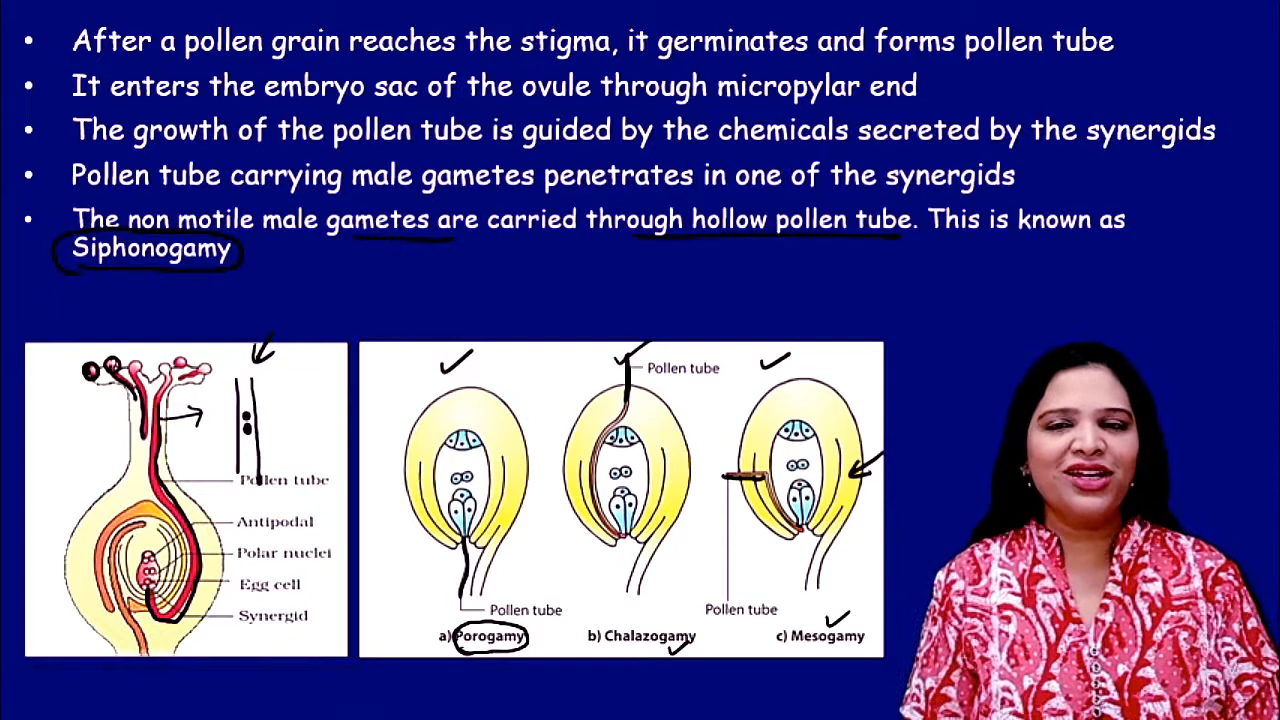 • After a pollen grain reaches the stigma, it germinates and forms pollen tube
• It enters the embryo sac of the ovule through micropylar end
• The growth of the pollen tube is guided by the chemicals secreted by the synergids
• Pollen tube carrying male gametes penetrates in one of the synergids
• The non motile male gametes are carried through hollow pollen tube. This is known as
Siphonogamy
Pollen tube
Antipodal
Polar nuclei
Egg cell
Synergid
Pollen tube
Pollen tube
Pollen tube
a) Porogamy
b) Chalazogamy
c) Mesogamy